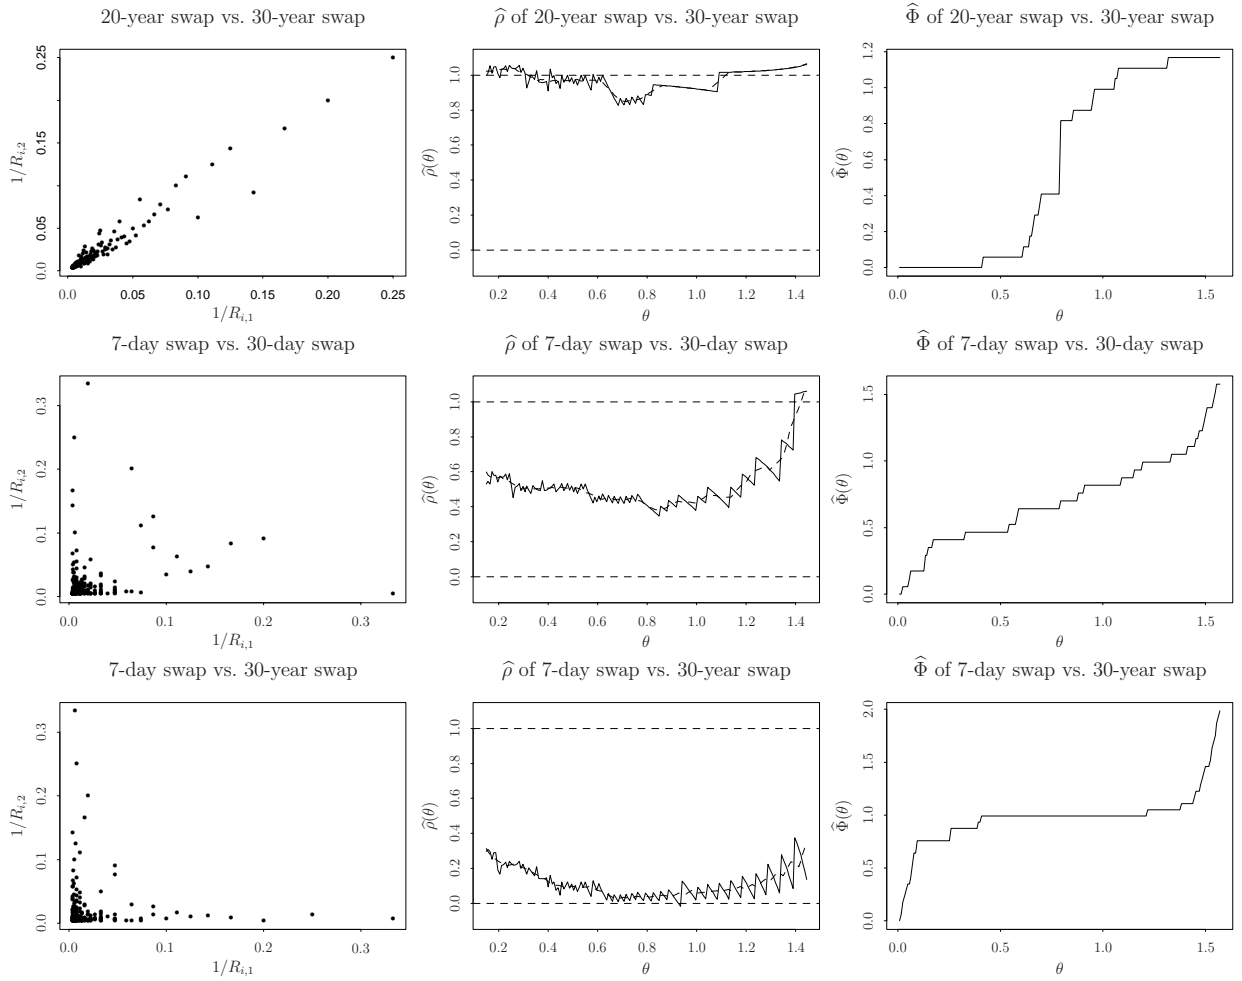 20-year swap vs. 30-year swap
ρ̂ of 20-year swap vs. 30-year swap
Φ̂ of 20-year swap vs. 30-year swap
1/R_{i,2}
0.0 0.05 0.15 0.25
0.0 0.05 0.10 0.15 0.20 0.25
1/R_{i,1}
ρ̂(θ)
0.0 0.2 0.4 0.6 0.8 1.0
0.2 0.4 0.6 0.8 1.0 1.2 1.4
θ
Φ̂(θ)
0.0 0.2 0.4 0.6 0.8 1.0 1.2
0.0 0.5 1.0 1.5
θ
7-day swap vs. 30-day swap
ρ̂ of 7-day swap vs. 30-day swap
Φ̂ of 7-day swap vs. 30-day swap
1/R_{i,2}
0.0 0.1 0.2 0.3
0.0 0.1 0.2 0.3
1/R_{i,1}
ρ̂(θ)
0.0 0.2 0.4 0.6 0.8 1.0
0.2 0.4 0.6 0.8 1.0 1.2 1.4
θ
Φ̂(θ)
0.0 0.5 1.0 1.5
0.0 0.5 1.0 1.5
θ
7-day swap vs. 30-year swap
ρ̂ of 7-day swap vs. 30-year swap
Φ̂ of 7-day swap vs. 30-year swap
1/R_{i,2}
0.0 0.1 0.2 0.3
0.0 0.1 0.2 0.3
1/R_{i,1}
ρ̂(θ)
0.0 0.2 0.4 0.6 0.8 1.0
0.2 0.4 0.6 0.8 1.0 1.2 1.4
θ
Φ̂(θ)
0.0 0.5 1.0 1.5 2.0
0.0 0.5 1.0 1.5
θ